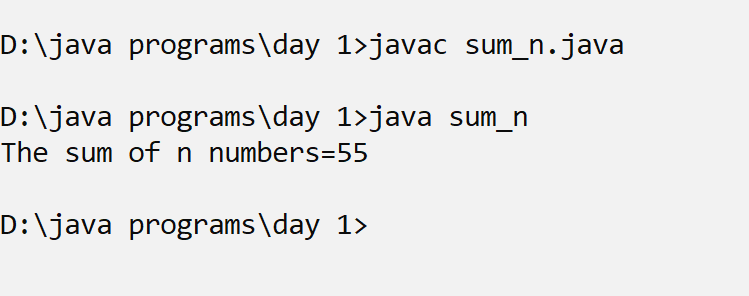 D:\java programs\day 1>javac sum_n.java
D:\java programs\day 1>java sum_n
The sum of n numbers=55
D:\java programs\day 1>